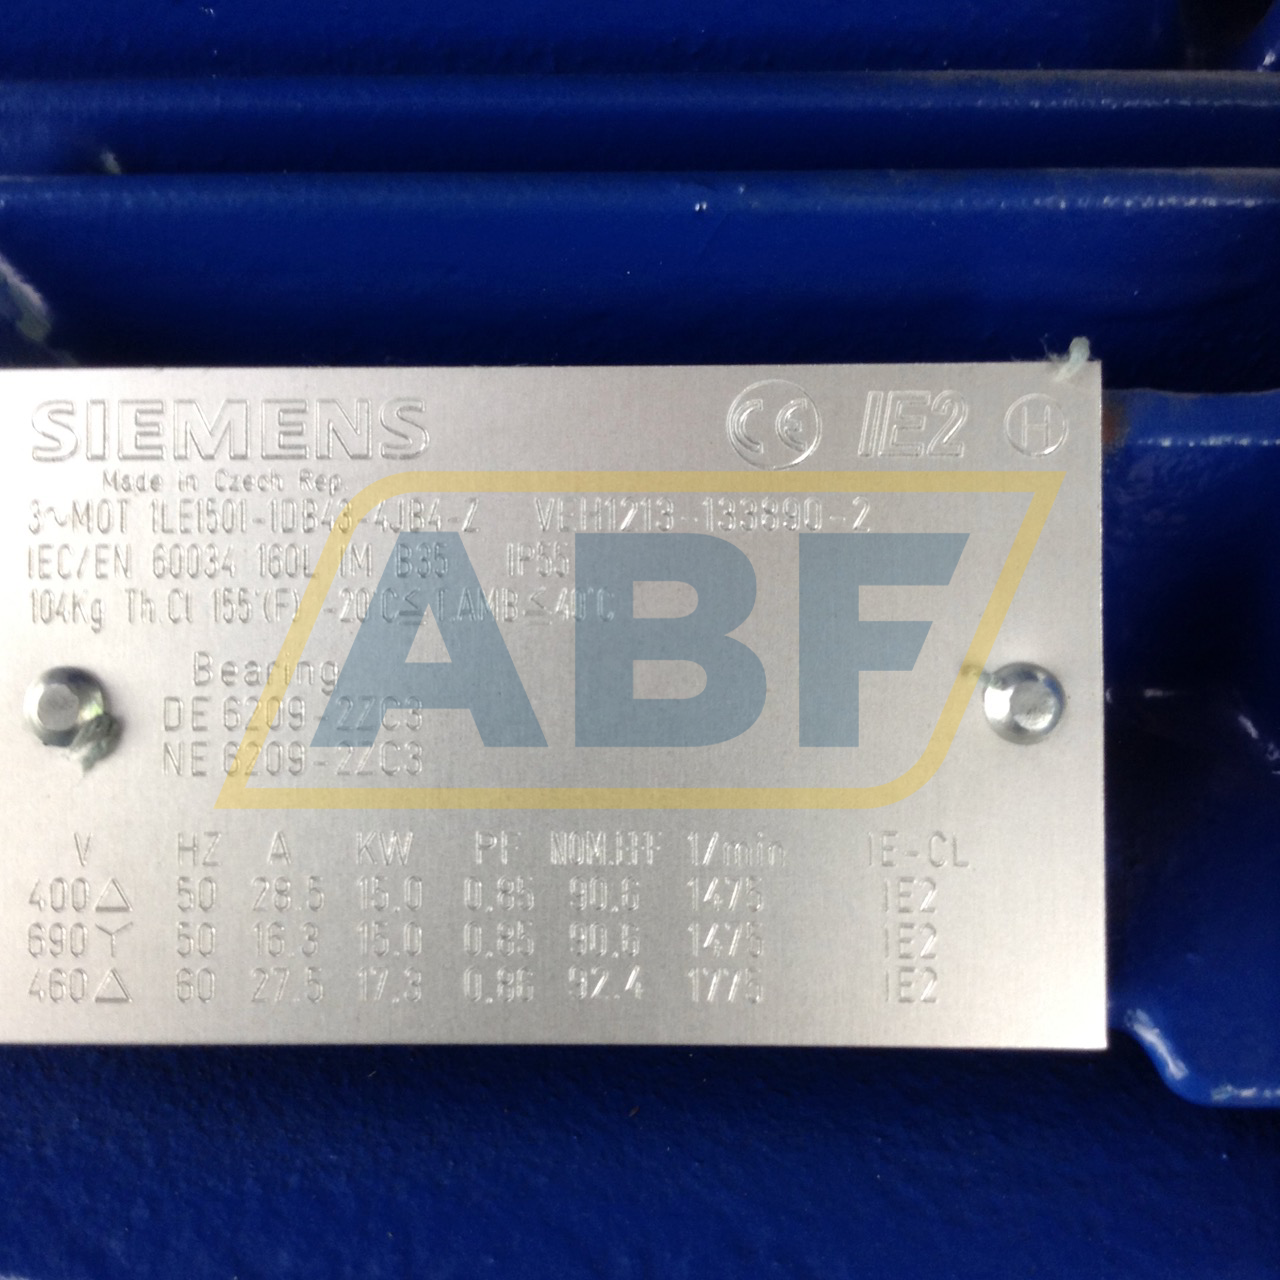 SIEMENS CE IE2 H
Made in Czech Rep.
3~MOT 1LE1501-1DB43-4JB4-Z VEH1213-133890-2
IEC/EN 60034 160L IM B35 IP55
104Kg Th.Cl 155(F) -20°C≤TAMB≤40°C
ABF
Bearing
DE 6209-2ZC3
NE 6209-2ZC3
V HZ A KW PF NOM.EFF 1/min IE-CL
400△ 50 28.5 15.0 0.85 90.6 1475 IE2
690Y 50 16.3 15.0 0.85 90.6 1475 IE2
460△ 60 27.5 17.3 0.86 92.4 1775 IE2